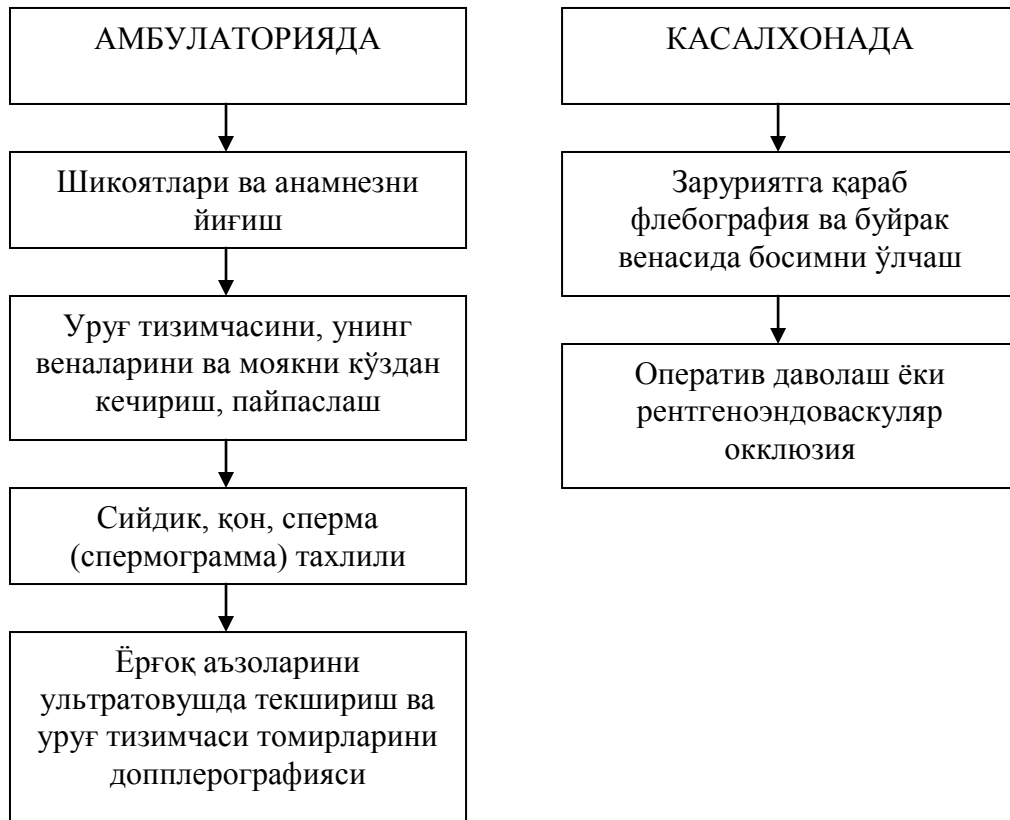 АМБУЛАТОРИЯДА
Шикоятлари ва анамнезни
йиғиш
Уруғ тизимчасини, унинг
веналарини ва моякни кўздан
кечириш, пайпаслаш
Сийдик, қон, сперма
(спермограмма) тахлили
Ёрғоқ аъзоларини
ультратовушда текшириш ва
уруғ тизимчаси томирларини
допплерографияси
КАСАЛХОНАДА
Заруриятга қараб
флебография ва буйрак
венасида босимни ўлчаш
Оператив даволаш ёки
рентгеноэндоваскуляр
окклюзия